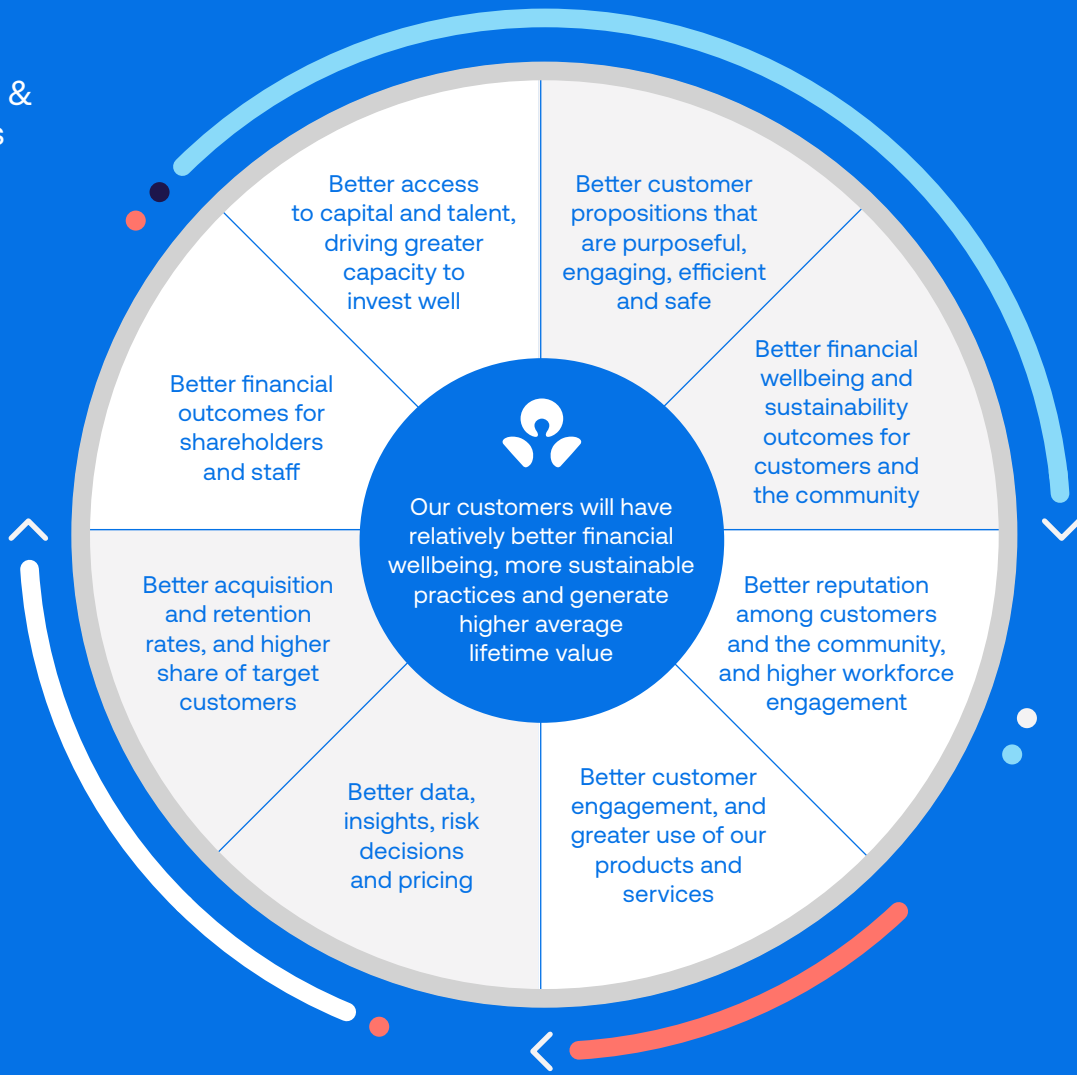 &
s
Better access
to capital and talent,
driving greater
capacity to
invest well
Better customer
propositions that
are purposeful,
engaging, efficient
and safe
Better financial
wellbeing and
sustainability
outcomes for
customers and
the community
Better reputation
among customers
and the community,
and higher workforce
engagement
Better customer
engagement, and
greater use of our
products and
services
Better data,
insights, risk
decisions
and pricing
Better acquisition
and retention
rates, and higher
share of target
customers
Better financial
outcomes for
shareholders
and staff
Our customers will have
relatively better financial
wellbeing, more sustainable
practices and generate
higher average
lifetime value